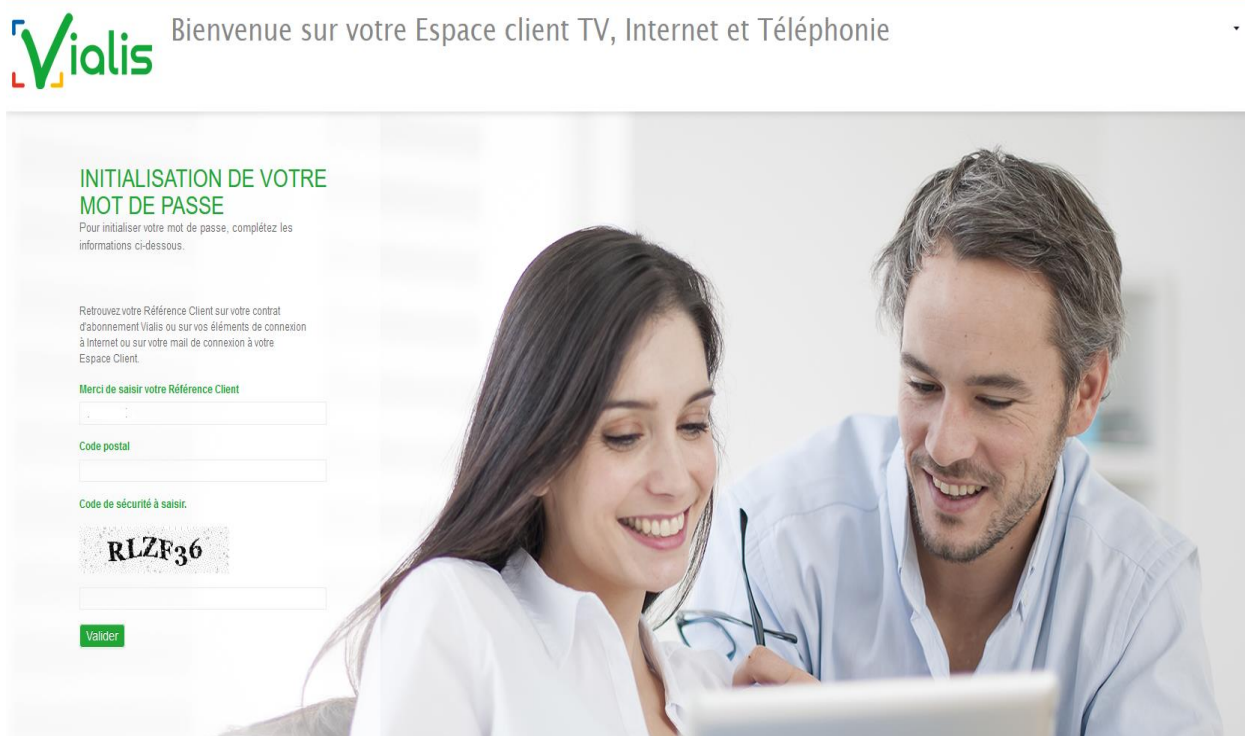 Vialis
Bienvenue sur votre Espace client TV, Internet et Téléphonie
INITIALISATION DE VOTRE
MOT DE PASSE
Pour initialiser votre mot de passe, complétez les
informations ci-dessous.
Retrouvez votre Référence Client sur votre contrat
d'abonnement Vialis ou sur vos éléments de connexion
à Internet ou sur votre mail de connexion à votre
Espace Client.
Merci de saisir votre Référence Client
Code postal
Code de sécurité à saisir.
RLZF36
Valider